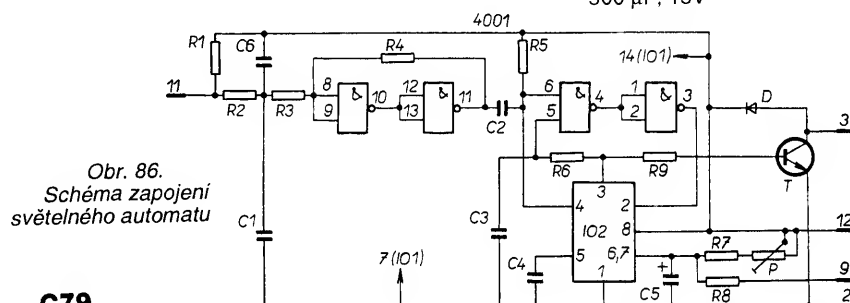 500 µF, 15V
4001
R1
C6
R4
R5
14(IO1)
11
R2
R3
8
9
&
10
12
13
&
11
C2
6
5
&
4
1
2
&
3
D
3
Obr. 86.
Schéma zapojení
světelného automatu
R6
R9
T
C1
C3
3
4
2
IO2
8
5
6,7
1
12
R7
P
7(IO1)
C4
+
C5
R8
9
2
C79